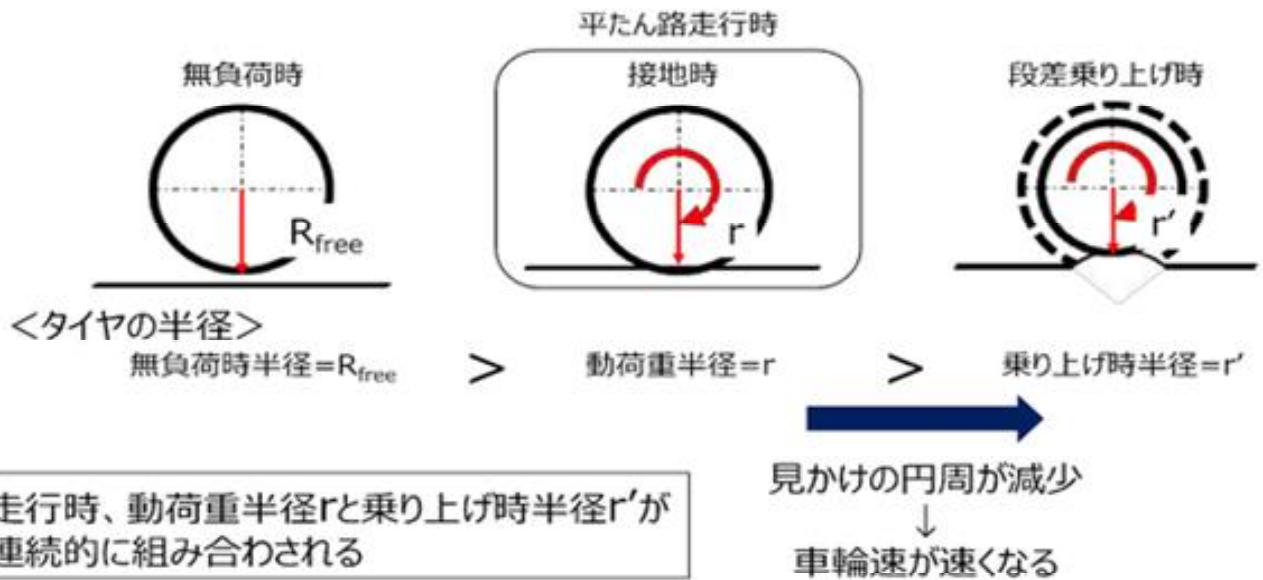 平たん路走行時
無負荷時
接地時
段差乗り上げ時
R_free
r
r′
＜タイヤの半径＞
無負荷時半径=R_free
>
動荷重半径=r
>
乗り上げ時半径=r′
見かけの円周が減少
↓
車輪速が速くなる
走行時、動荷重半径rと乗り上げ時半径r′が
連続的に組み合わされる